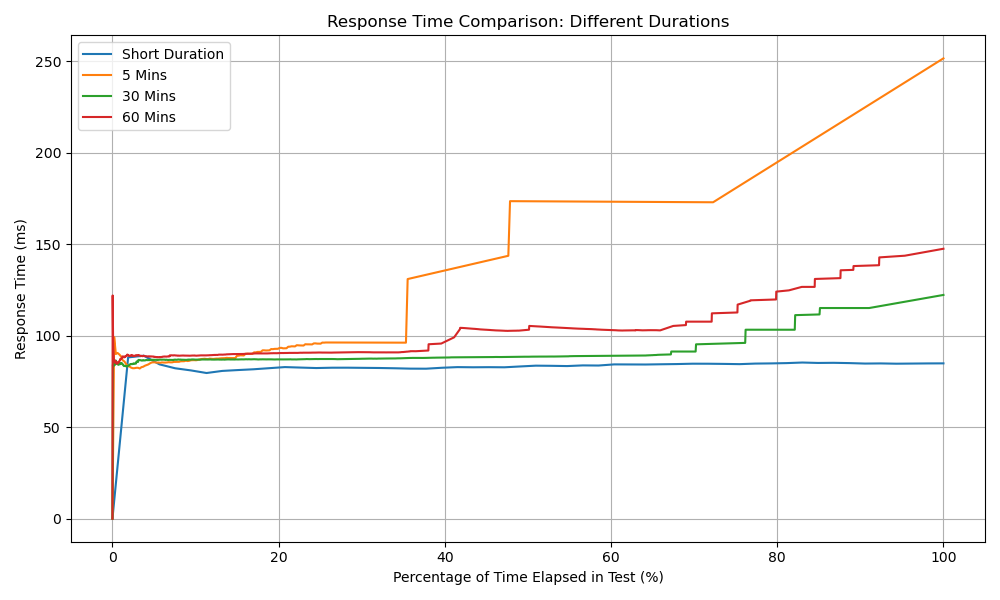 Response Time Comparison: Different Durations
Short Duration
5 Mins
30 Mins
60 Mins
250
200
150
100
50
0
Response Time (ms)
0 20 40 60 80 100
Percentage of Time Elapsed in Test (%)